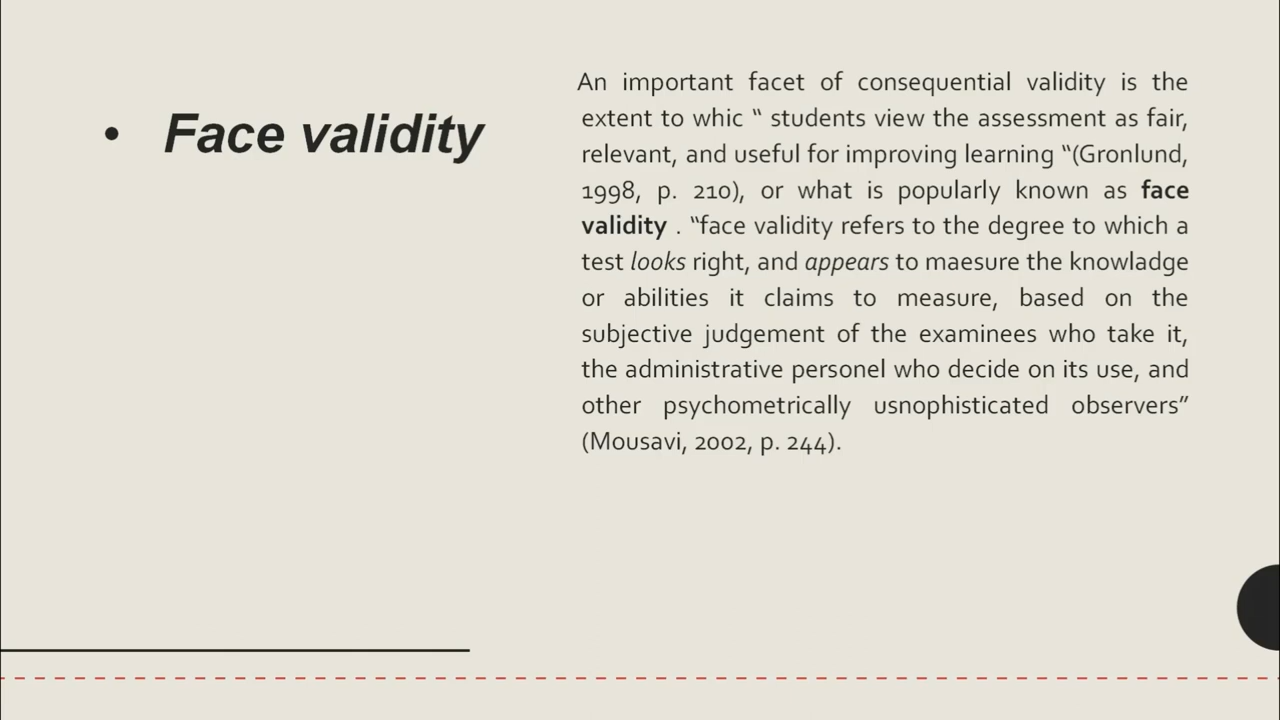 • Face validity
An important facet of consequential validity is the
extent to whic “ students view the assessment as fair,
relevant, and useful for improving learning “(Gronlund,
1998, p. 210), or what is popularly known as face
validity . “face validity refers to the degree to which a
test looks right, and appears to maesure the knowladge
or abilities it claims to measure, based on the
subjective judgement of the examinees who take it,
the administrative personel who decide on its use, and
other psychometrically usnophisticated observers”
(Mousavi, 2002, p. 244).